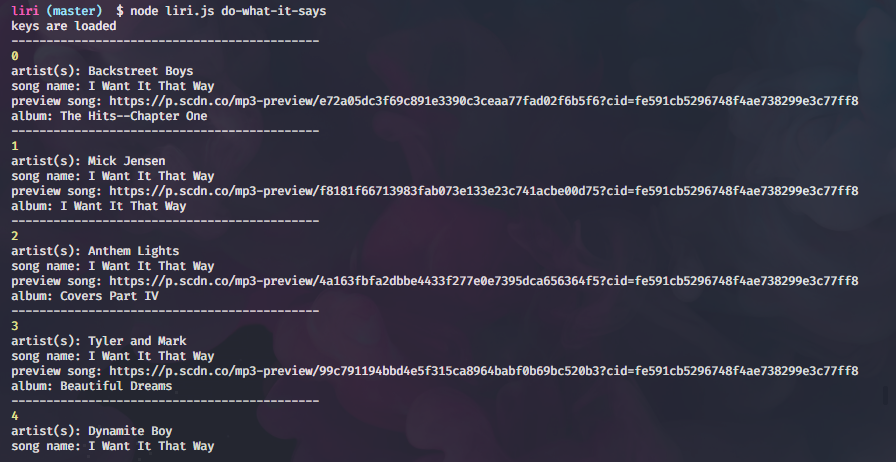 liri (master) $ node liri.js do-what-it-says
keys are loaded
--------------------------------------------
0
artist(s): Backstreet Boys
song name: I Want It That Way
preview song: https://p.scdn.co/mp3-preview/e72a05dc3f69c891e3390c3ceaa77fad02f6b5f6?cid=fe591cb5296748f4ae738299e3c77ff8
album: The Hits--Chapter One
--------------------------------------------
1
artist(s): Mick Jensen
song name: I Want It That Way
preview song: https://p.scdn.co/mp3-preview/f8181f66713983fab073e133e23c741acbe00d75?cid=fe591cb5296748f4ae738299e3c77ff8
album: I Want It That Way
--------------------------------------------
2
artist(s): Anthem Lights
song name: I Want It That Way
preview song: https://p.scdn.co/mp3-preview/4a163fbfa2dbbe4433f277e0e7395dca656364f5?cid=fe591cb5296748f4ae738299e3c77ff8
album: Covers Part IV
--------------------------------------------
3
artist(s): Tyler and Mark
song name: I Want It That Way
preview song: https://p.scdn.co/mp3-preview/99c791194bbd4e5f315ca8964babf0b69bc520b3?cid=fe591cb5296748f4ae738299e3c77ff8
album: Beautiful Dreams
--------------------------------------------
4
artist(s): Dynamite Boy
song name: I Want It That Way